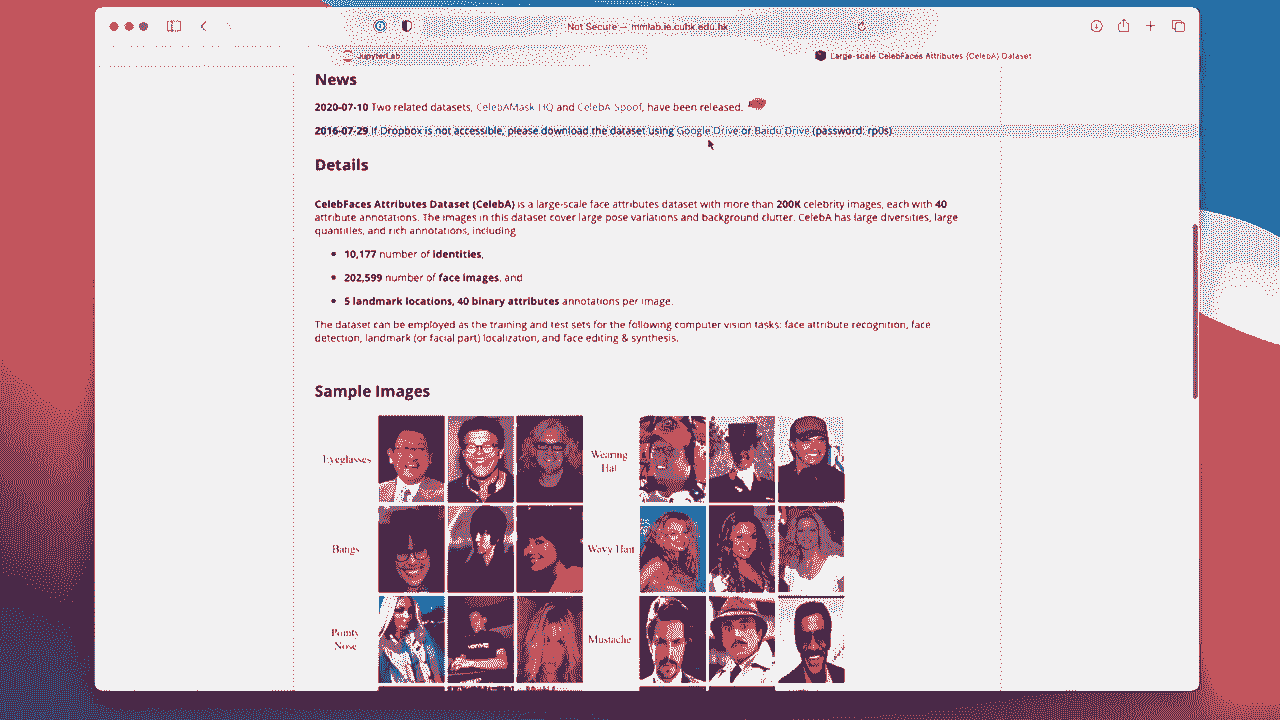 Not Secure — mmlab.ie.cuhk.edu.hk
JupyterLab
Large-scale CelebFaces Attributes (CelebA) Dataset
News
2020-07-10 Two related datasets, CelebAMask-HQ and CelebA-Spoof, have been released.
2016-07-29 If Dropbox is not accessible, please download the dataset using Google Drive or Baidu Drive (password: rp0s).
Details
CelebFaces Attributes Dataset (CelebA) is a large-scale face attributes dataset with more than 200K celebrity images, each with 40
attribute annotations. The images in this dataset cover large pose variations and background clutter. CelebA has large diversities, large
quantities, and rich annotations, including
10,177 number of identities,
202,599 number of face images, and
5 landmark locations, 40 binary attributes annotations per image.
The dataset can be employed as the training and test sets for the following computer vision tasks: face attribute recognition, face
detection, landmark (or facial part) localization, and face editing & synthesis.
Sample Images
Eyeglasses
Wearing
Hat
Bangs
Wavy Hair
Pointy
Nose
Mustache